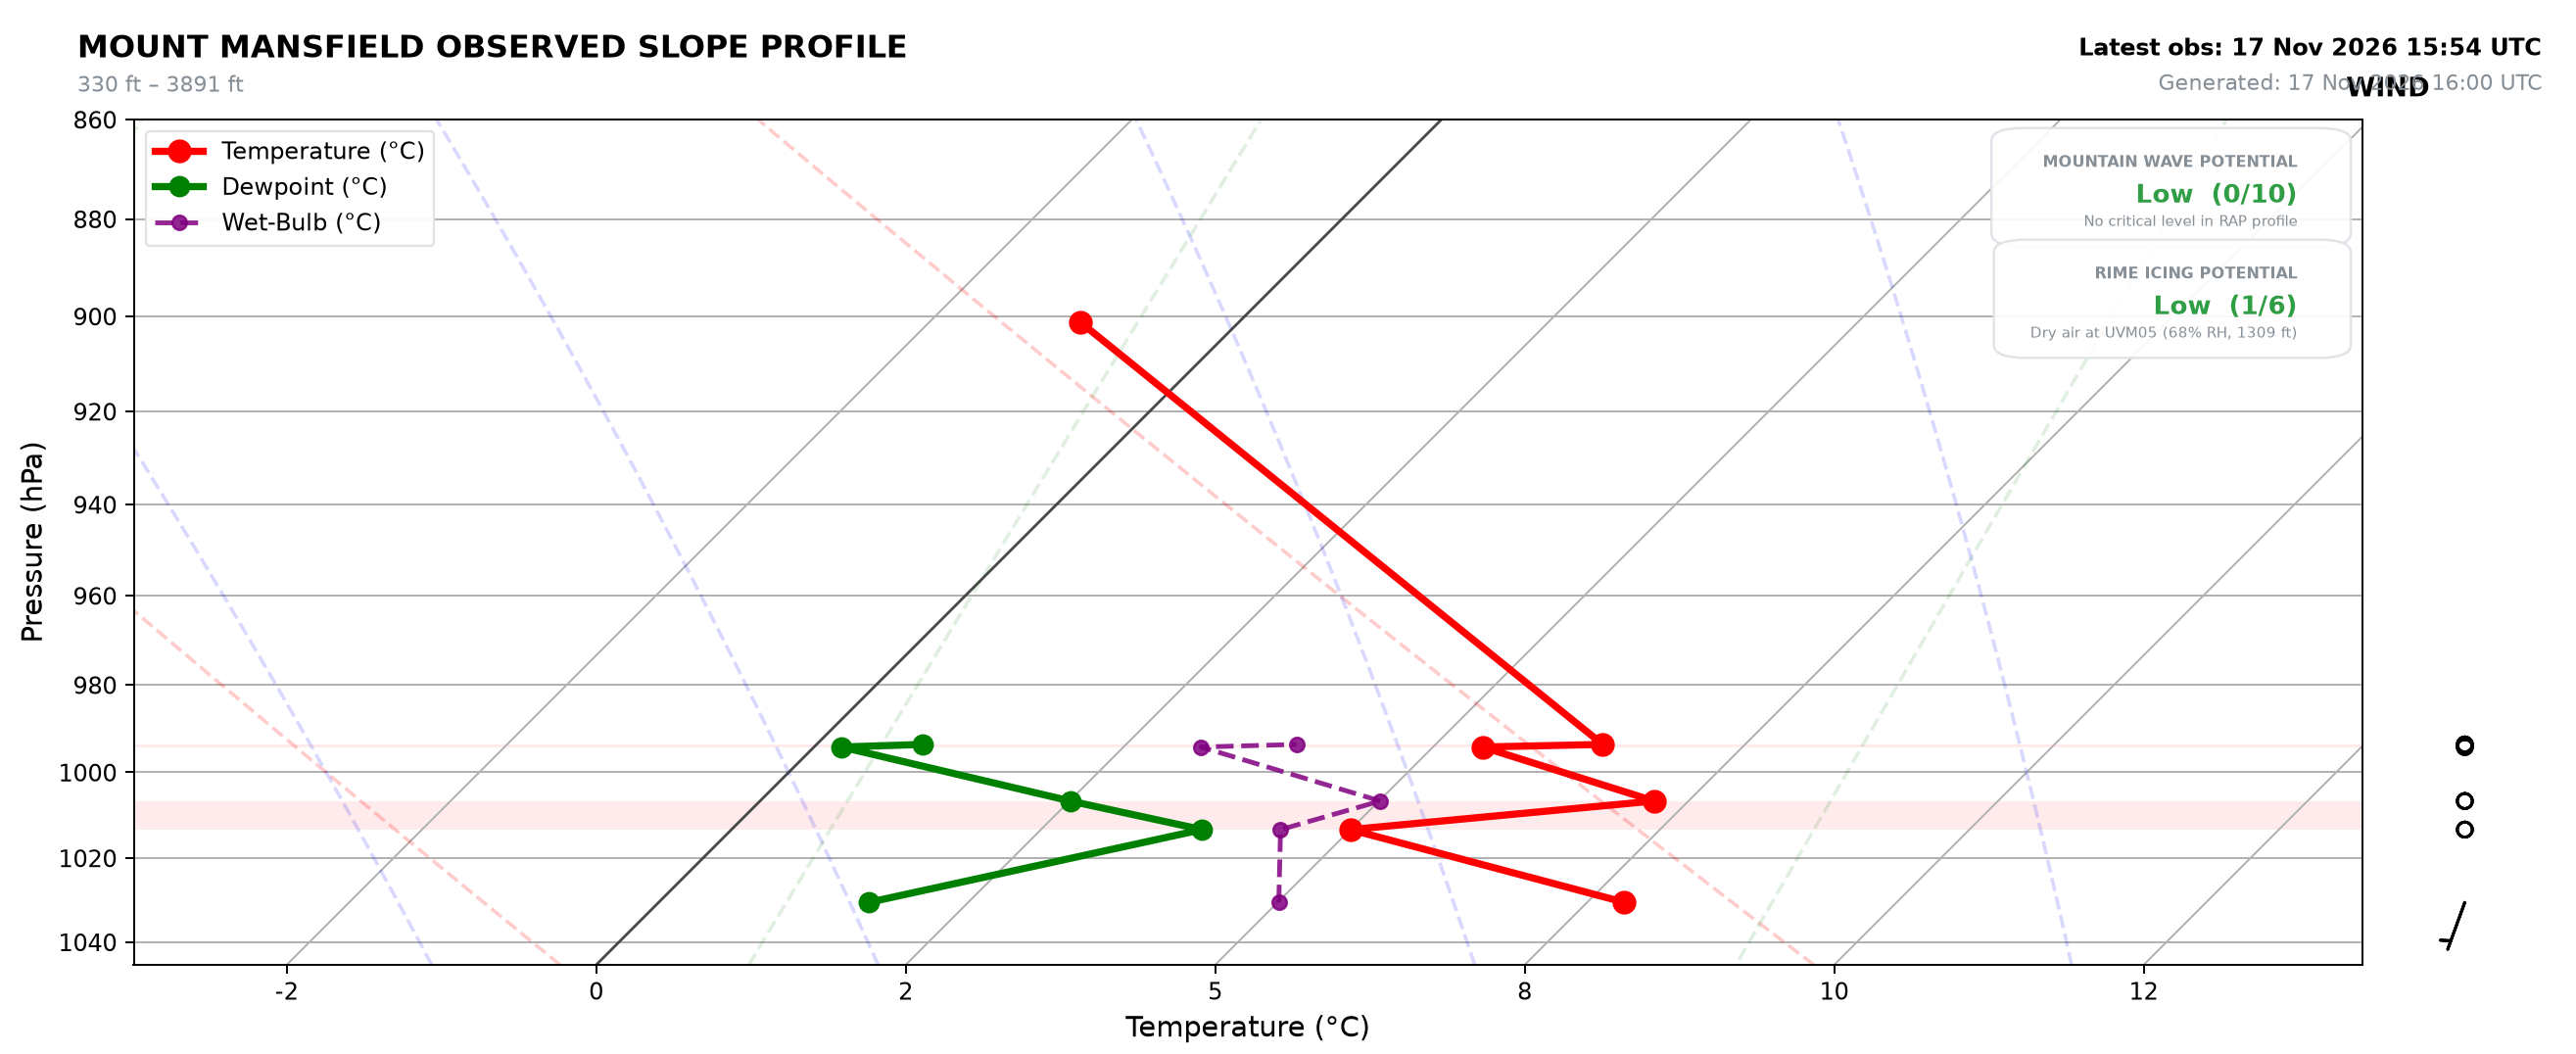 MOUNT MANSFIELD OBSERVED SLOPE PROFILE
330 ft – 3891 ft
Latest obs: 17 Nov 2026 15:54 UTC
Generated: 17 Nov 2026 16:00 UTC
WIND
Temperature (°C)
Dewpoint (°C)
Wet-Bulb (°C)
MOUNTAIN WAVE POTENTIAL
Low (0/10)
No critical level in RAP profile
RIME ICING POTENTIAL
Low (1/6)
Dry air at UVM05 (68% RH, 1309 ft)
Pressure (hPa)
860
880
900
920
940
960
980
1000
1020
1040
-2 0 2 5 8 10 12
Temperature (°C)